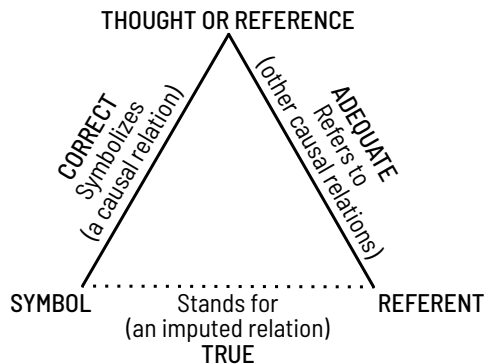 THOUGHT OR REFERENCE
CORRECT
Symbolizes
(a causal relation)
ADEQUATE
Refers to
(other causal relations)
SYMBOL
Stands for
(an imputed relation)
TRUE
REFERENT